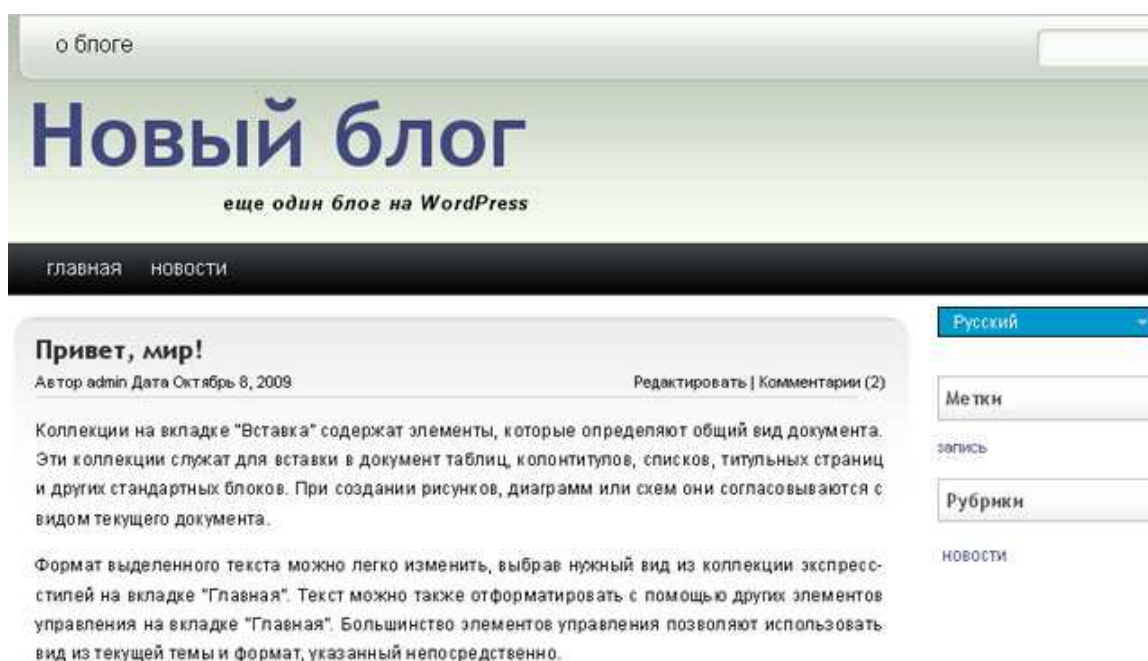 о блоге
Новый блог
еще один блог на WordPress
главная новости
Привет, мир!
Автор admin Дата Октябрь 8, 2009 Редактировать | Комментарии (2)
Коллекции на вкладке "Вставка" содержат элементы, которые определяют общий вид документа.
Эти коллекции служат для вставки в документ таблиц, колонтитулов, списков, титульных страниц
и других стандартных блоков. При создании рисунков, диаграмм или схем они согласовываются с
видом текущего документа.
Формат выделенного текста можно легко изменить, выбрав нужный вид из коллекции экспресс-
стилей на вкладке "Главная". Текст можно также отформатировать с помощью других элементов
управления на вкладке "Главная". Большинство элементов управления позволяют использовать
вид из текущей темы и формат, указанный непосредственно.
Русский
Метки
запись
Рубрики
новости